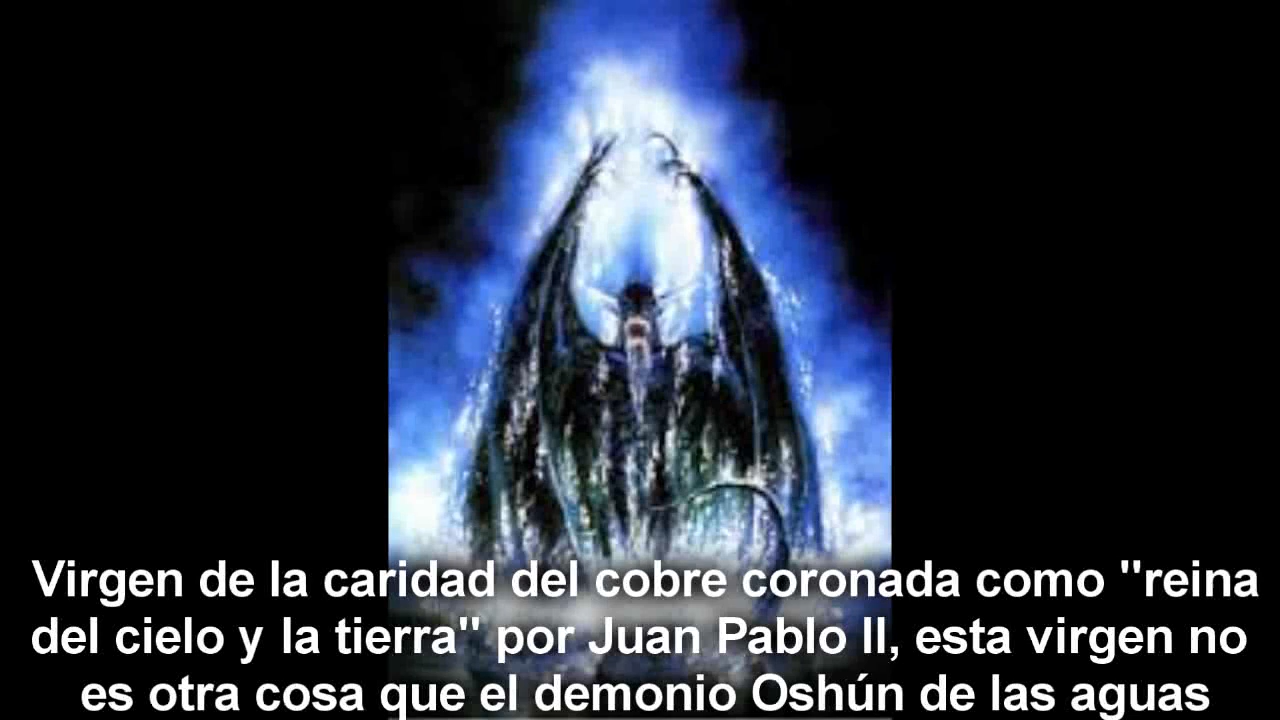 Virgen de la caridad del cobre coronada como "reina
del cielo y la tierra" por Juan Pablo II, esta virgen no
es otra cosa que el demonio Oshún de las aguas